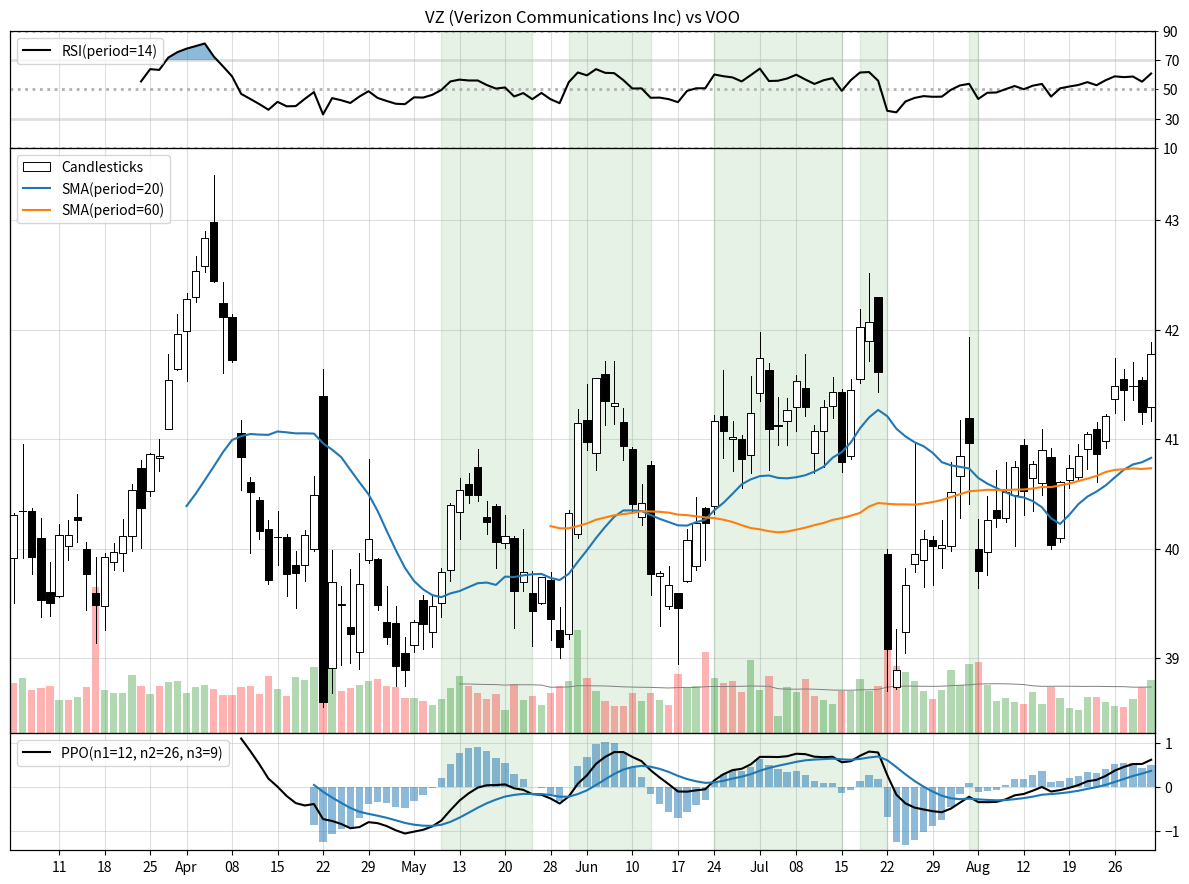 VZ (Verizon Communications Inc) vs VOO
RSI(period=14)
90
70
50
30
10
Candlesticks
SMA(period=20)
SMA(period=60)
43
42
41
40
39
PPO(n1=12, n2=26, n3=9)
1
0
−1
11 18 25 Apr 08 15 22 29 May 13 20 28 Jun 10 17 24 Jul 08 15 22 29 Aug 12 19 26